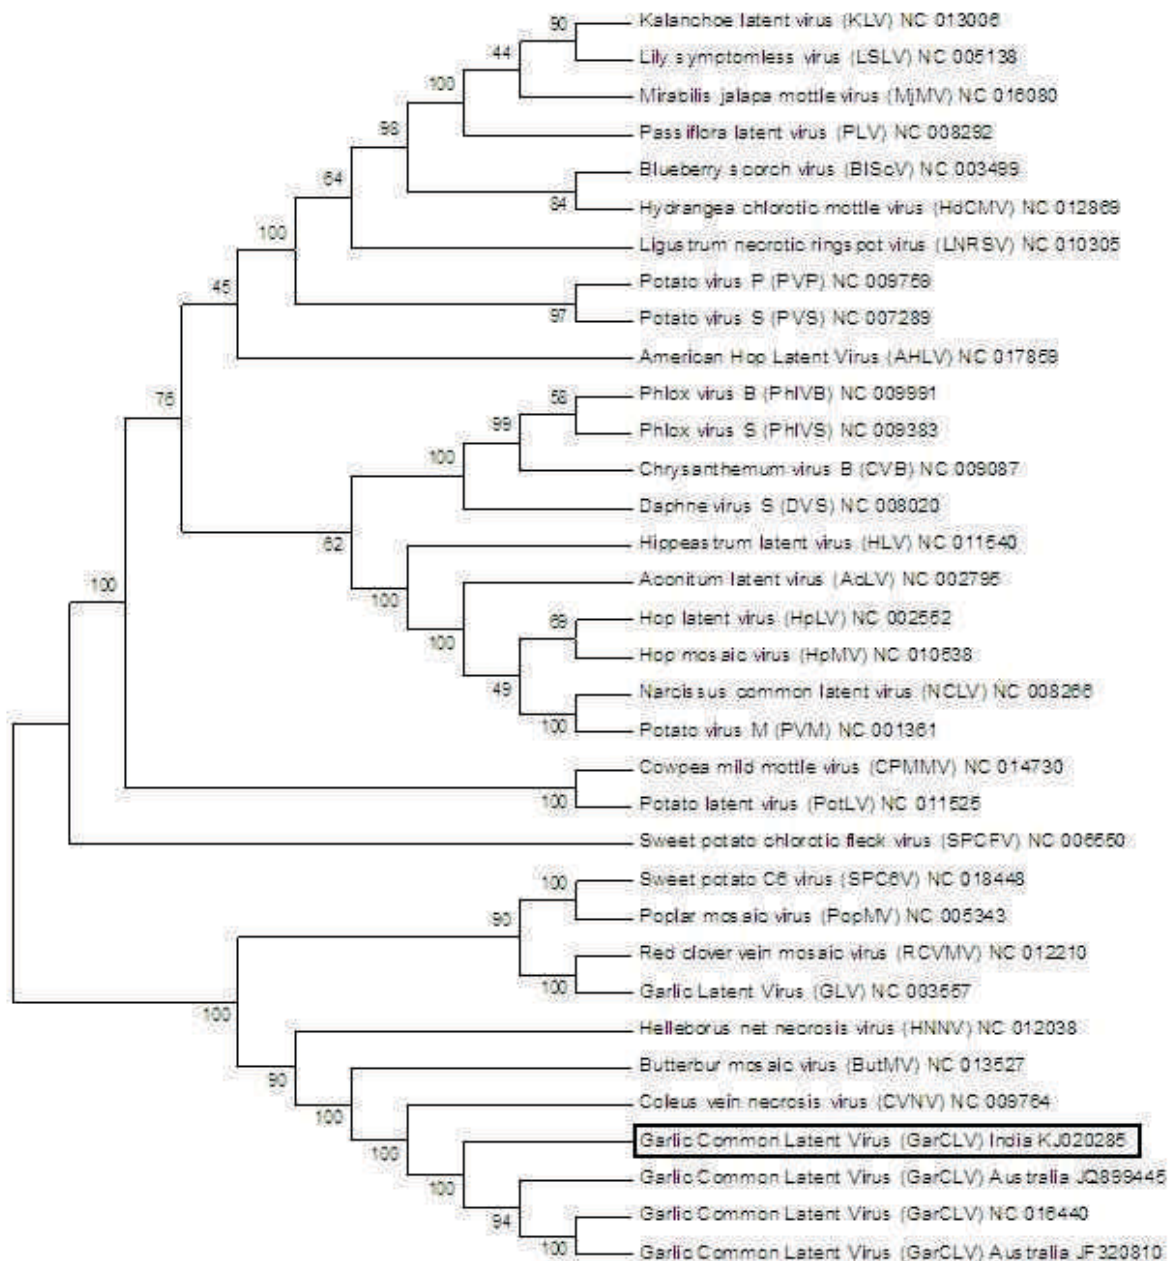 90
Kalanchoe latent virus (KLV) NC 013006
44
Lily symptomless virus (LSLV) NC 005138
100
Mirabilis jalapa mottle virus (MjMV) NC 016080
98
Passiflora latent virus (PLV) NC 008292
64
Blueberry scorch virus (BlScV) NC 003499
84
Hydrangea chlorotic mottle virus (HdCMV) NC 012869
100
Ligustrum necrotic ringspot virus (LNRSV) NC 010305
45
Potato virus P (PVP) NC 009759
97
Potato virus S (PVS) NC 007289
American Hop Latent Virus (AHLV) NC 017859
76
58
Phlox virus B (PhlVB) NC 009991
99
Phlox virus S (PhlVS) NC 009383
100
Chrysanthemum virus B (CVB) NC 009087
Daphne virus S (DVS) NC 008020
62
Hippeastrum latent virus (HLV) NC 011540
100
Aconitum latent virus (AcLV) NC 002795
100
69
Hop latent virus (HpLV) NC 002552
100
Hop mosaic virus (HpMV) NC 010538
49
Narcissus common latent virus (NCLV) NC 008266
100
Potato virus M (PVM) NC 001361
Cowpea mild mottle virus (CPMMV) NC 014730
100
Potato latent virus (PotLV) NC 011525
Sweet potato chlorotic fleck virus (SPCFV) NC 006550
100
Sweet potato C6 virus (SPC6V) NC 018448
90
Poplar mosaic virus (PopMV) NC 005343
Red clover vein mosaic virus (RCVMV) NC 012210
100
Garlic Latent Virus (GLV) NC 003557
100
Helleborus net necrosis virus (HNNV) NC 012038
90
Butterbur mosaic virus (ButMV) NC 013527
100
Coleus vein necrosis virus (CVNV) NC 009764
100
Garlic Common Latent Virus (GarCLV) India KJ020285
100
Garlic Common Latent Virus (GarCLV) Australia JQ899445
94
Garlic Common Latent Virus (GarCLV) NC 016440
100
Garlic Common Latent Virus (GarCLV) Australia JF320810